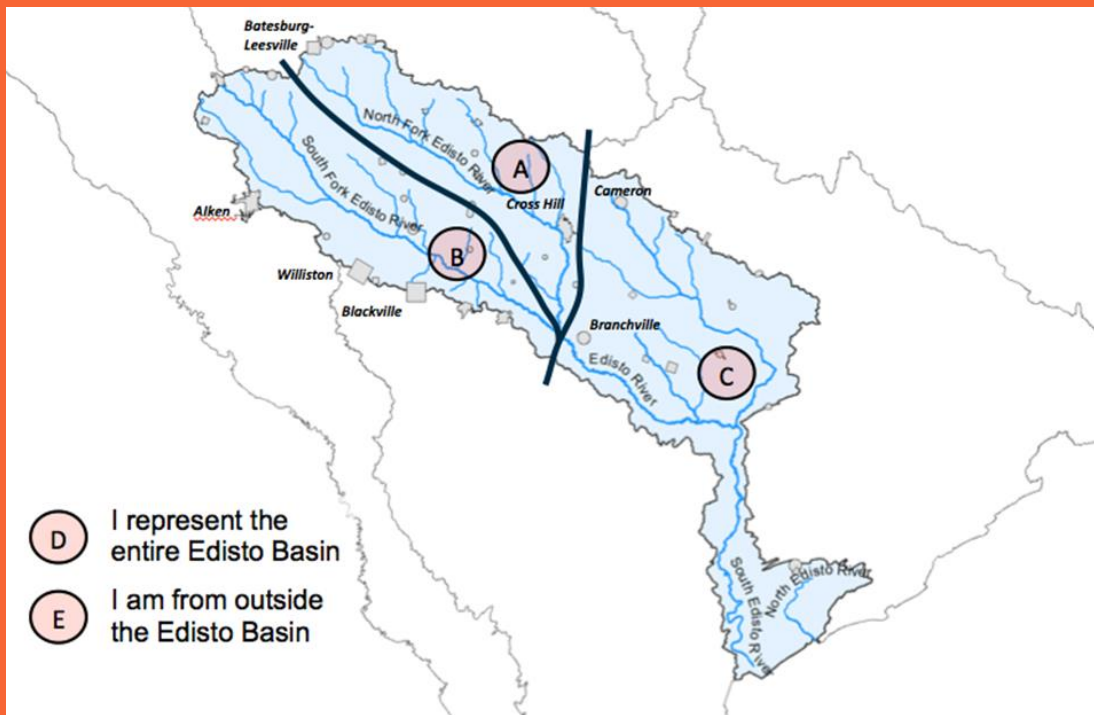 Batesburg-
Leesville
North Fork Edisto River
A
South Fork Edisto River
Cross Hill
Cameron
Aiken
B
Williston
Blackville
Branchville
Edisto River
C
D
I represent the
entire Edisto Basin
E
I am from outside
the Edisto Basin
South Edisto River
North Edisto River